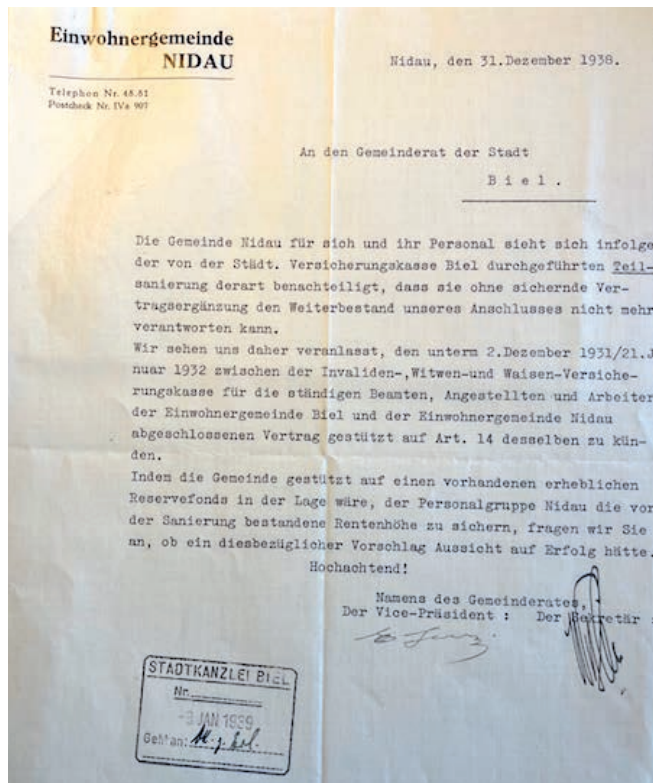 Einwohnergemeinde
NIDAU
Telephon Nr. 48.51
Postcheck Nr. IVa 907
Nidau, den 31.Dezember 1938.
An den Gemeinderat der Stadt
Biel.
Die Gemeinde Nidau für sich und ihr Personal sieht sich infolge
der von der Städt. Versicherungskasse Biel durchgeführten Teil-
sanierung derart benachteiligt, dass sie ohne sichernde Ver-
tragsergänzung den Weiterbestand unseres Anschlusses nicht mehr
verantworten kann.
Wir sehen uns daher veranlasst, den unterm 2.Dezember 1931/21.J
nuar 1932 zwischen der Invaliden-,Witwen-und Waisen-Versiche-
rungskasse für die ständigen Beamten, Angestellten und Arbeiter
der Einwohnergemeinde Biel und der Einwohnergemeinde Nidau
abgeschlossenen Vertrag gestützt auf Art. 14 desselben zu kün-
den.
Indem die Gemeinde gestützt auf einen vorhandenen erheblichen
Reservefonds in der Lage wäre, der Personalgruppe Nidau die vor
der Sanierung bestandene Rentenhöhe zu sichern, fragen wir Sie
an, ob ein diesbezüglicher Vorschlag Aussicht auf Erfolg hätte.
Hochachtend!
Namens des Gemeinderates,
Der Vice-Präsident : Der Sekretär :
STADTKANZLEI BIEL
Nr.
-3 JAN 1939
Geht an: